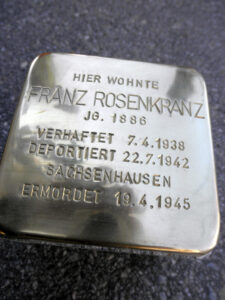 HIER WOHNTE
FRANZ ROSENKRANZ
JG. 1886
VERHAFTET 7.4.1938
DEPORTIERT 22.7.1942
SACHSENHAUSEN
ERMORDET 19.4.1945